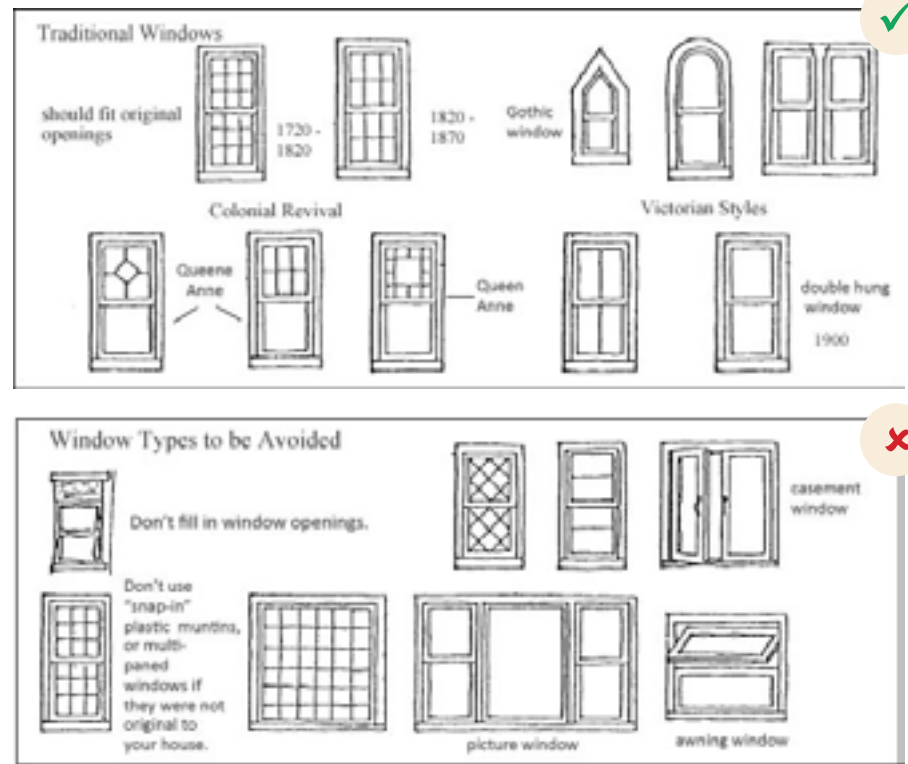 Traditional Windows
should fit original
openings
1720 -
1820
1820 -
1870
Gothic
window
Colonial Revival
Victorian Styles
Queene
Anne
Queen
Anne
double hung
window
1900
Window Types to be Avoided
Don't fill in window openings.
casement
window
Don't use
"snap-in"
plastic muntins,
or multi-
paned
windows if
they were not
original to
your house.
picture window
awning window